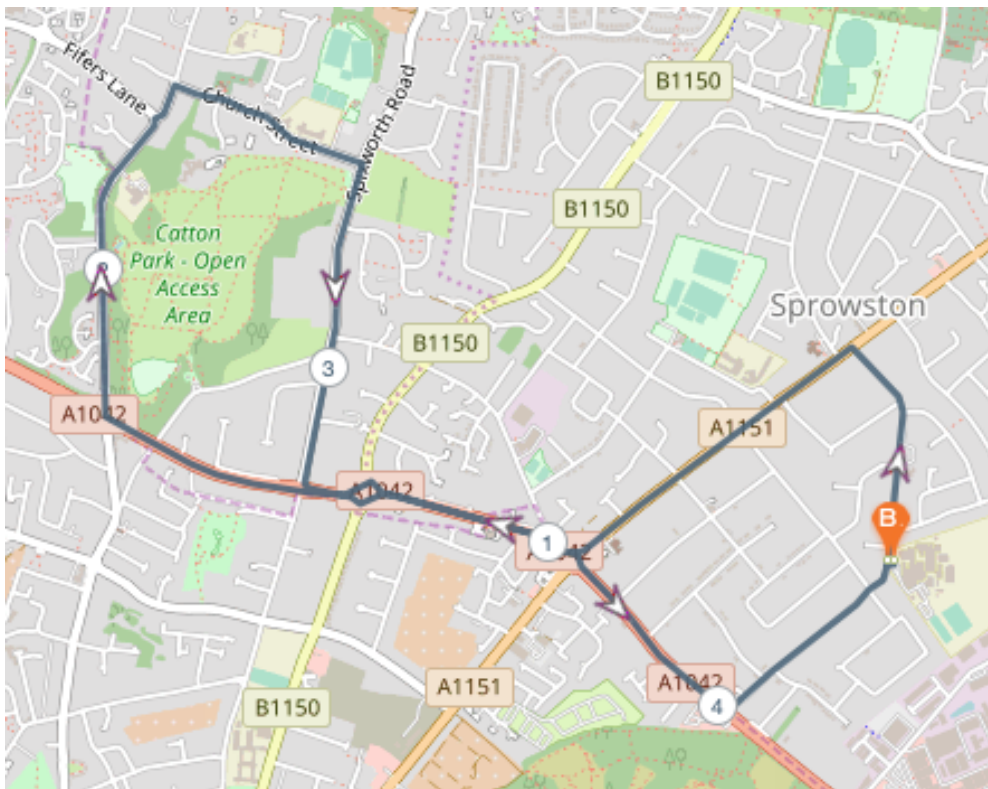 Fifers Lane
Church Street
Spixworth Road
B1150
B1150
Catton
Park - Open
Access
Area
Sprowston
B1150
3
A1042
A1151
A1042
B.
1
A1042
4
A1151
B1150